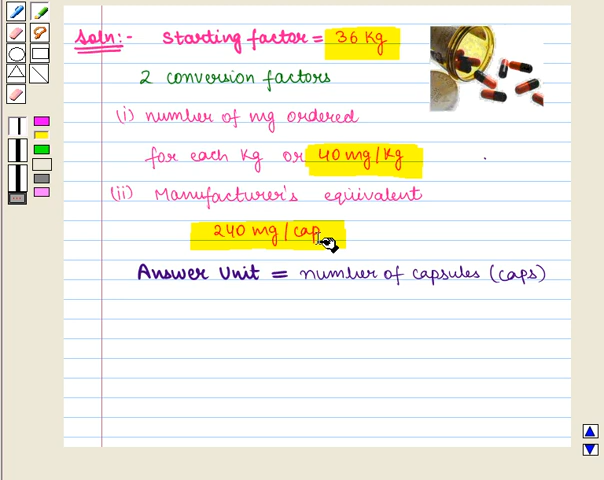 Soln:- Starting factor = 36 Kg
2 conversion factors
(i) number of mg ordered
for each Kg or 40 mg/Kg
(ii) Manufacturer's equivalent
240 mg/cap
Answer Unit = number of capsules (caps)